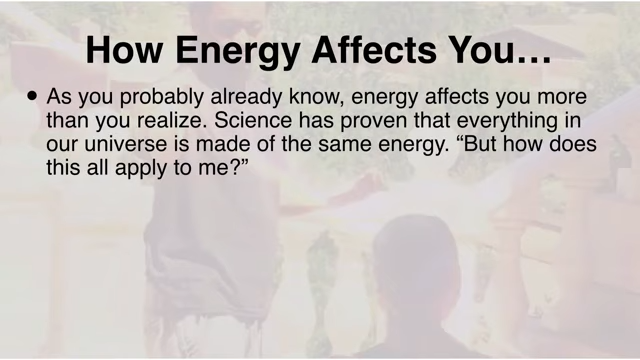 How Energy Affects You…
• As you probably already know, energy affects you more
than you realize. Science has proven that everything in
our universe is made of the same energy. “But how does
this all apply to me?”